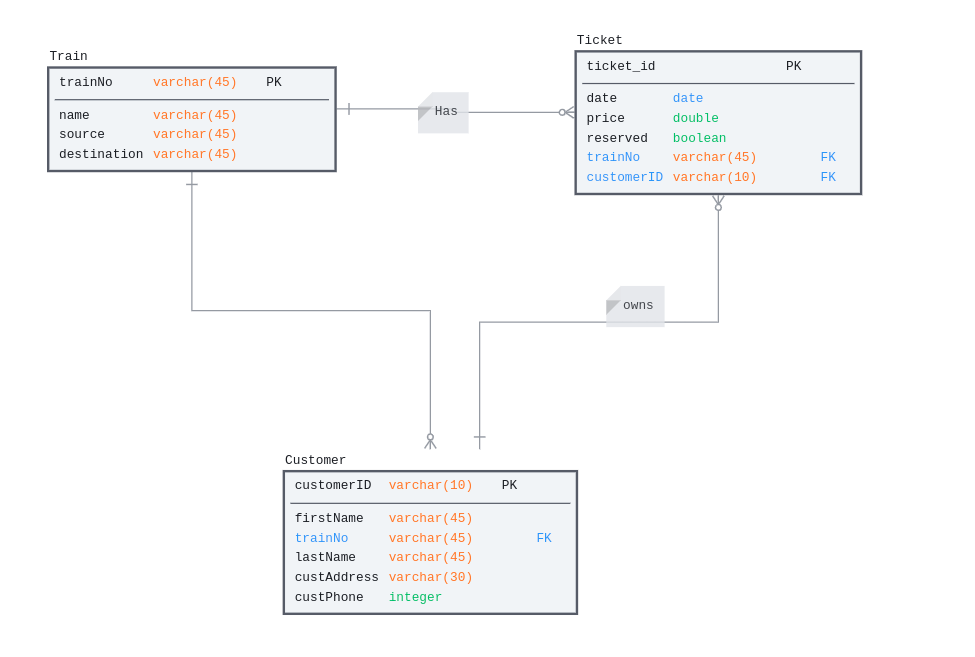 Train
trainNo varchar(45) PK
name varchar(45)
source varchar(45)
destination varchar(45)
Has
Ticket
ticket_id PK
date date
price double
reserved boolean
trainNo varchar(45) FK
customerID varchar(10) FK
owns
Customer
customerID varchar(10) PK
firstName varchar(45)
trainNo varchar(45) FK
lastName varchar(45)
custAddress varchar(30)
custPhone integer